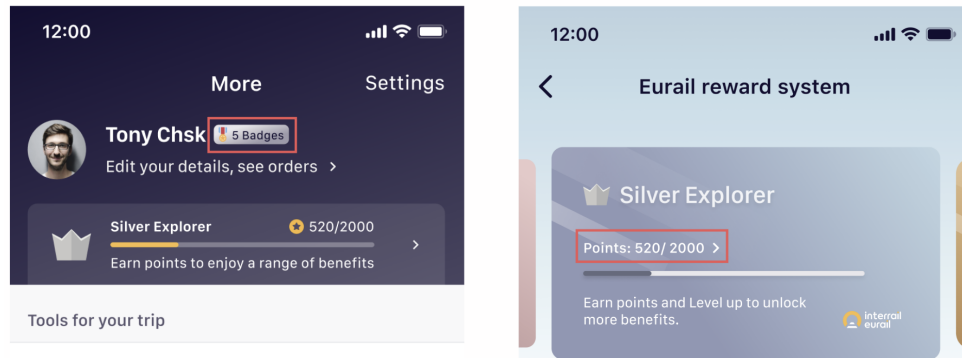 12:00
More
Settings
Tony Chsk
5 Badges
Edit your details, see orders >
Silver Explorer
520/2000
>
Earn points to enjoy a range of benefits
Tools for your trip
12:00
Eurail reward system
Silver Explorer
Points: 520/ 2000 >
Earn points and Level up to unlock
more benefits.
interrail
eurail